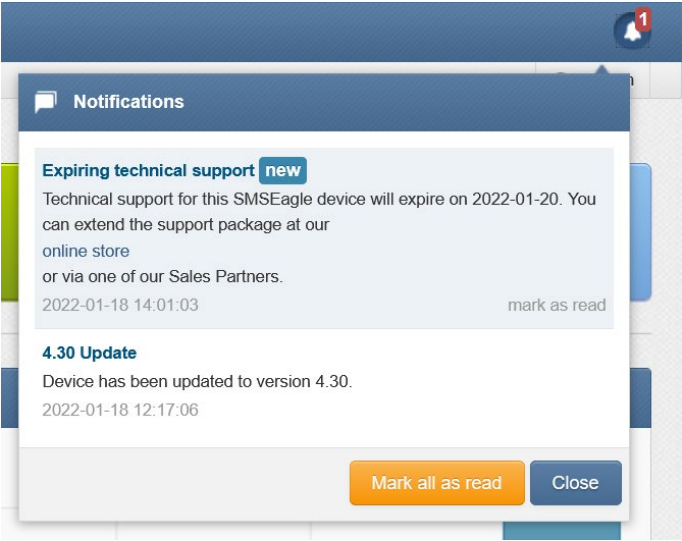 1
Notifications
Expiring technical support new
Technical support for this SMSEagle device will expire on 2022-01-20. You
can extend the support package at our
online store
or via one of our Sales Partners.
2022-01-18 14:01:03 mark as read
4.30 Update
Device has been updated to version 4.30.
2022-01-18 12:17:06
Mark all as read Close